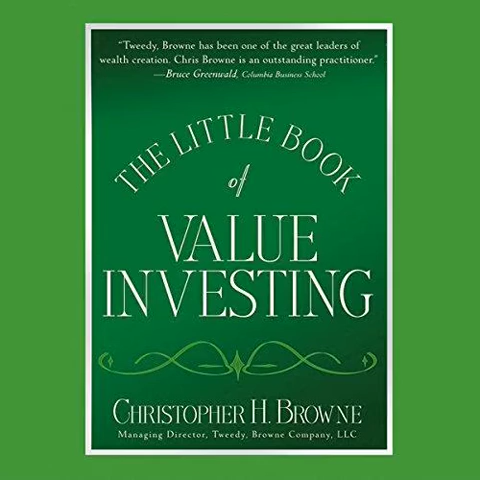 “Tweedy, Browne has been one of the great leaders of
wealth creation. Chris Browne is an outstanding practitioner.”
—Bruce Greenwald, Columbia Business School
THE LITTLE BOOK
of
VALUE
INVESTING
CHRISTOPHER H. BROWNE
Managing Director, Tweedy, Browne Company, LLC